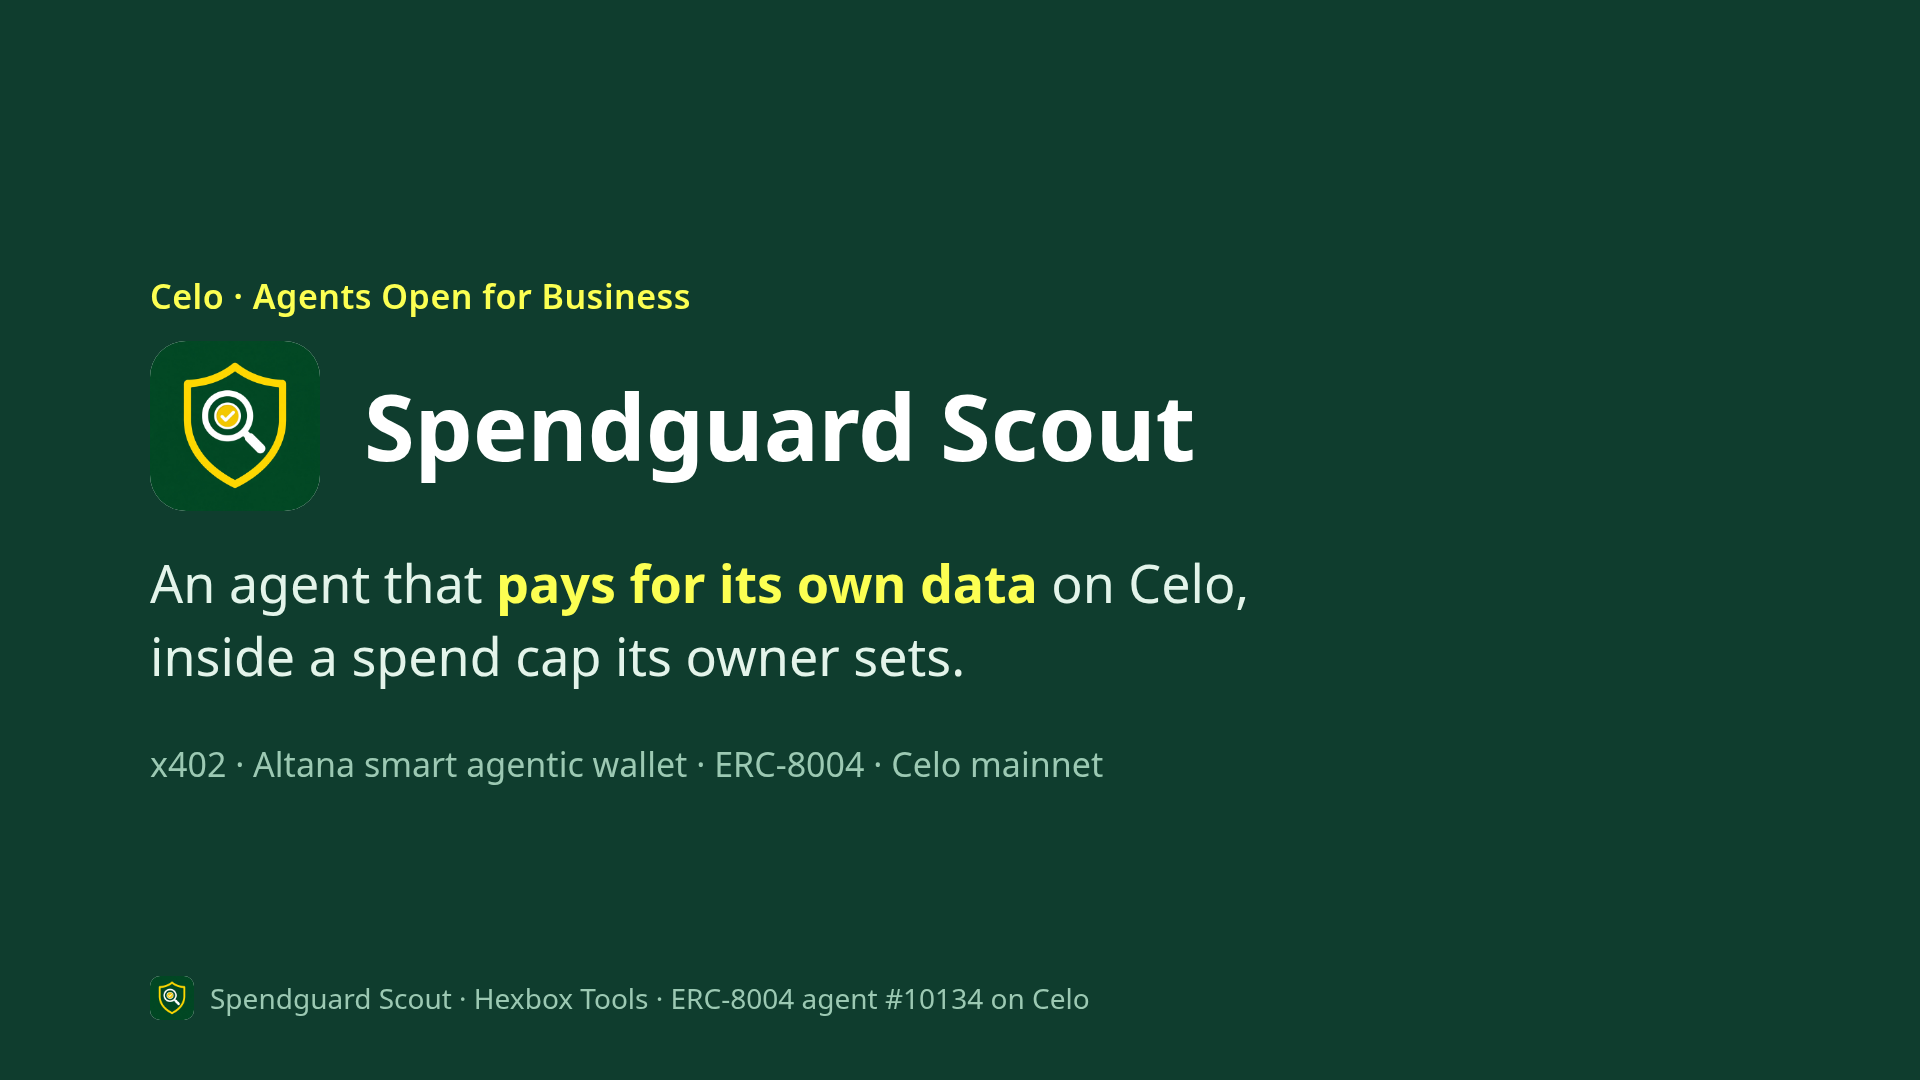 Celo · Agents Open for Business
Spendguard Scout
An agent that pays for its own data on Celo,
inside a spend cap its owner sets.
x402 · Altana smart agentic wallet · ERC-8004 · Celo mainnet
Spendguard Scout · Hexbox Tools · ERC-8004 agent #10134 on Celo